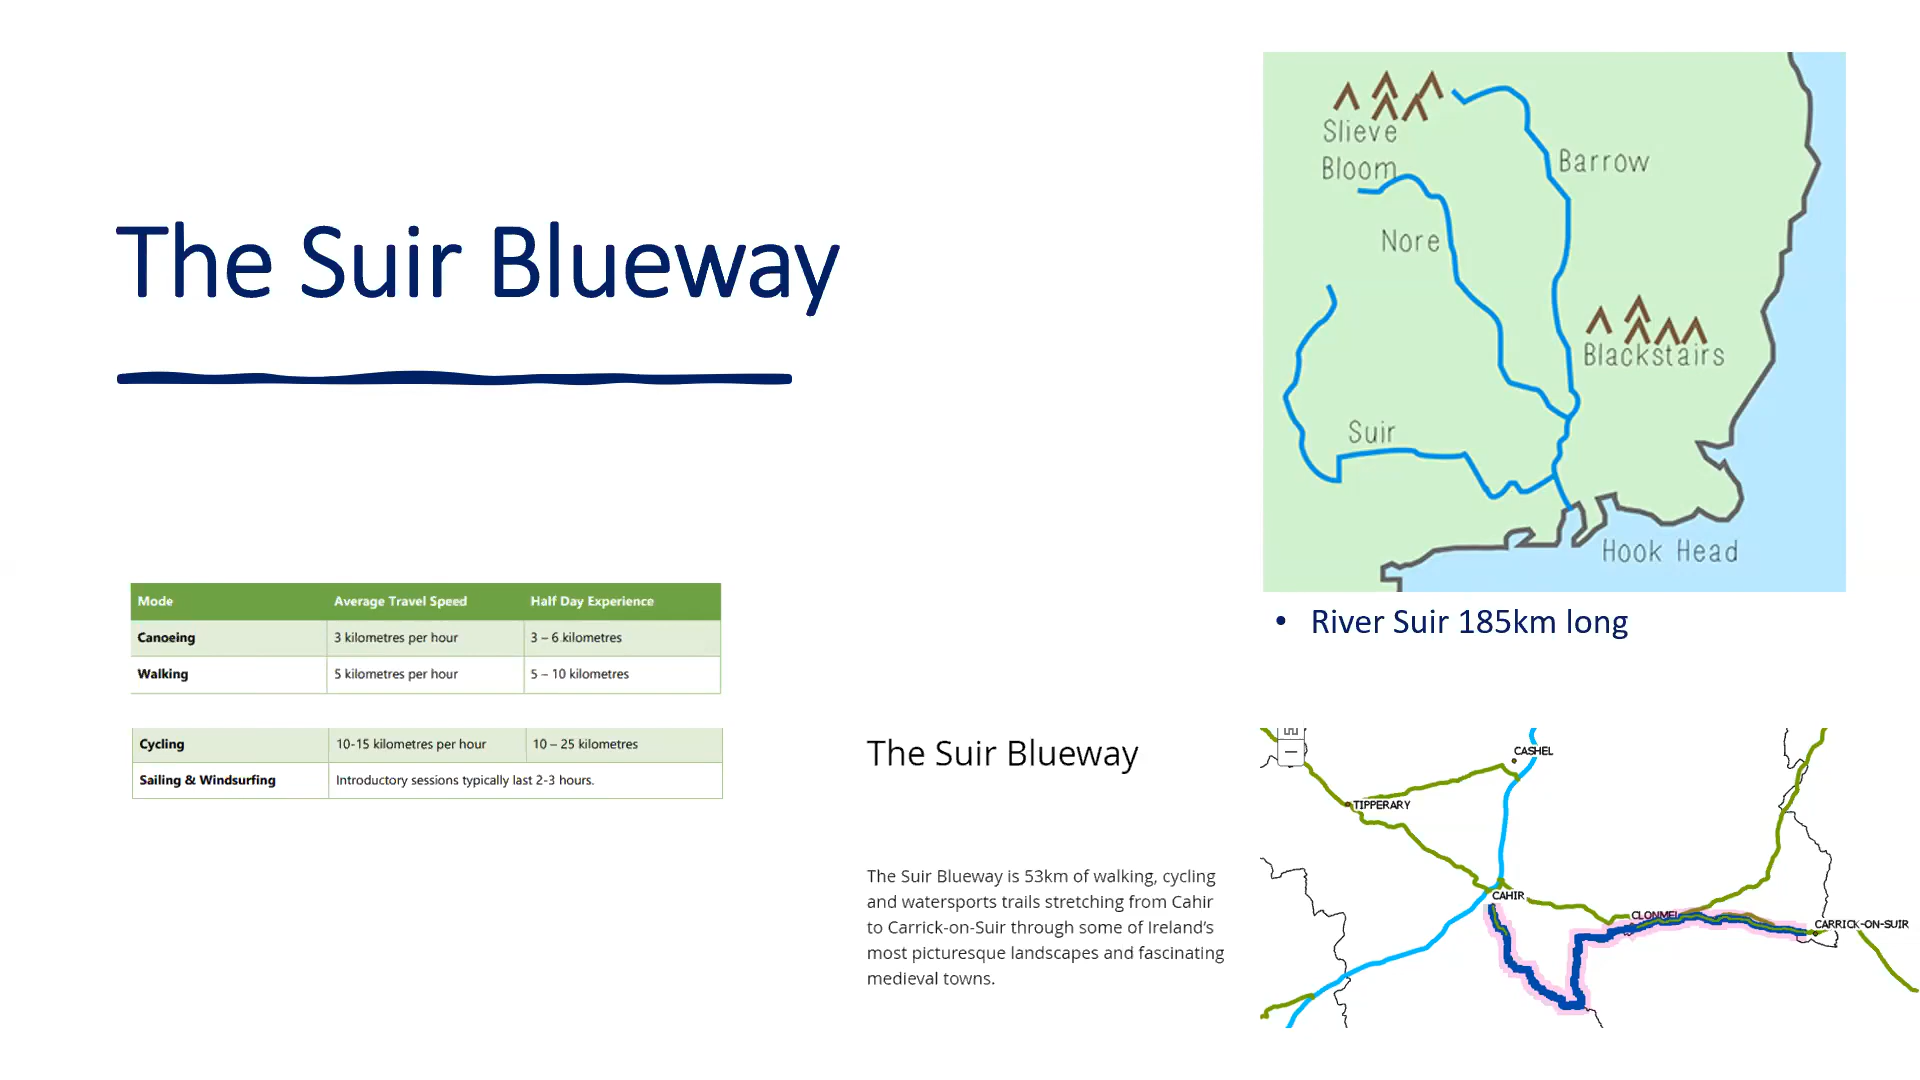 The Suir Blueway
Slieve
Bloom
Barrow
Nore
Blackstairs
Suir
Hook Head
• River Suir 185km long
Mode Average Travel Speed Half Day Experience
Canoeing 3 kilometres per hour 3 – 6 kilometres
Walking 5 kilometres per hour 5 – 10 kilometres
Cycling 10-15 kilometres per hour 10 – 25 kilometres
Sailing & Windsurfing Introductory sessions typically last 2-3 hours.
The Suir Blueway
The Suir Blueway is 53km of walking, cycling
and watersports trails stretching from Cahir
to Carrick-on-Suir through some of Ireland’s
most picturesque landscapes and fascinating
medieval towns.
CASHEL
TIPPERARY
CAHIR
CLONMEL
CARRICK-ON-SUIR